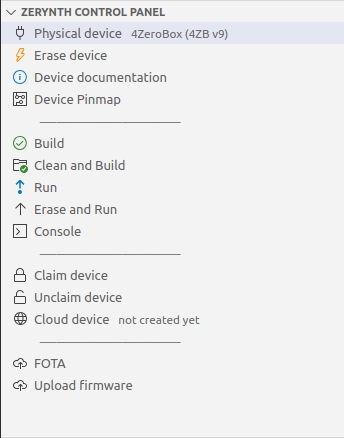 ZERYNTH CONTROL PANEL
Physical device 4ZeroBox (4ZB v9)
Erase device
Device documentation
Device Pinmap
Build
Clean and Build
Run
Erase and Run
Console
Claim device
Unclaim device
Cloud device not created yet
FOTA
Upload firmware